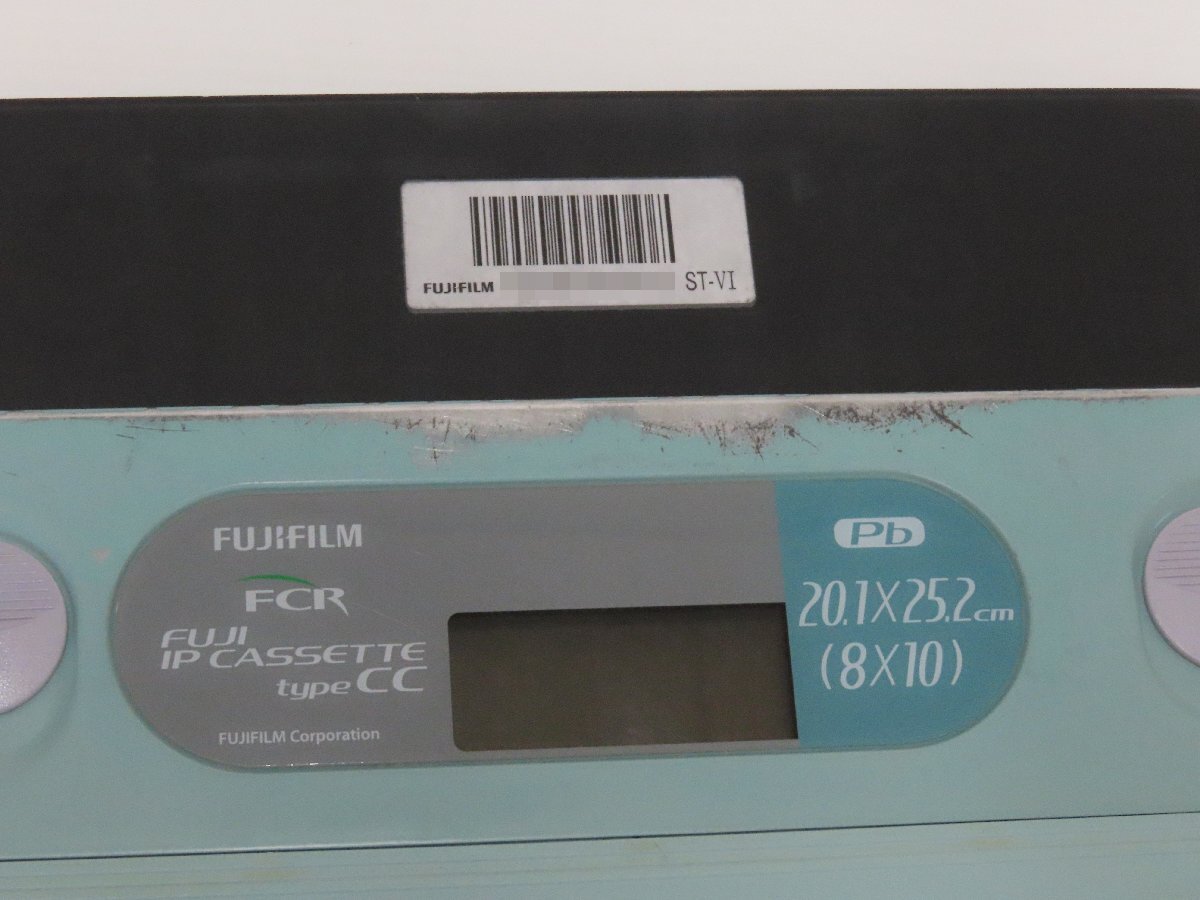 FUJIFILM ST-VI
FUJIFILM
FCR
FUJI
IP CASSETTE
type CC
FUJIFILM Corporation
Pb
20.1X25.2cm
(8X10)